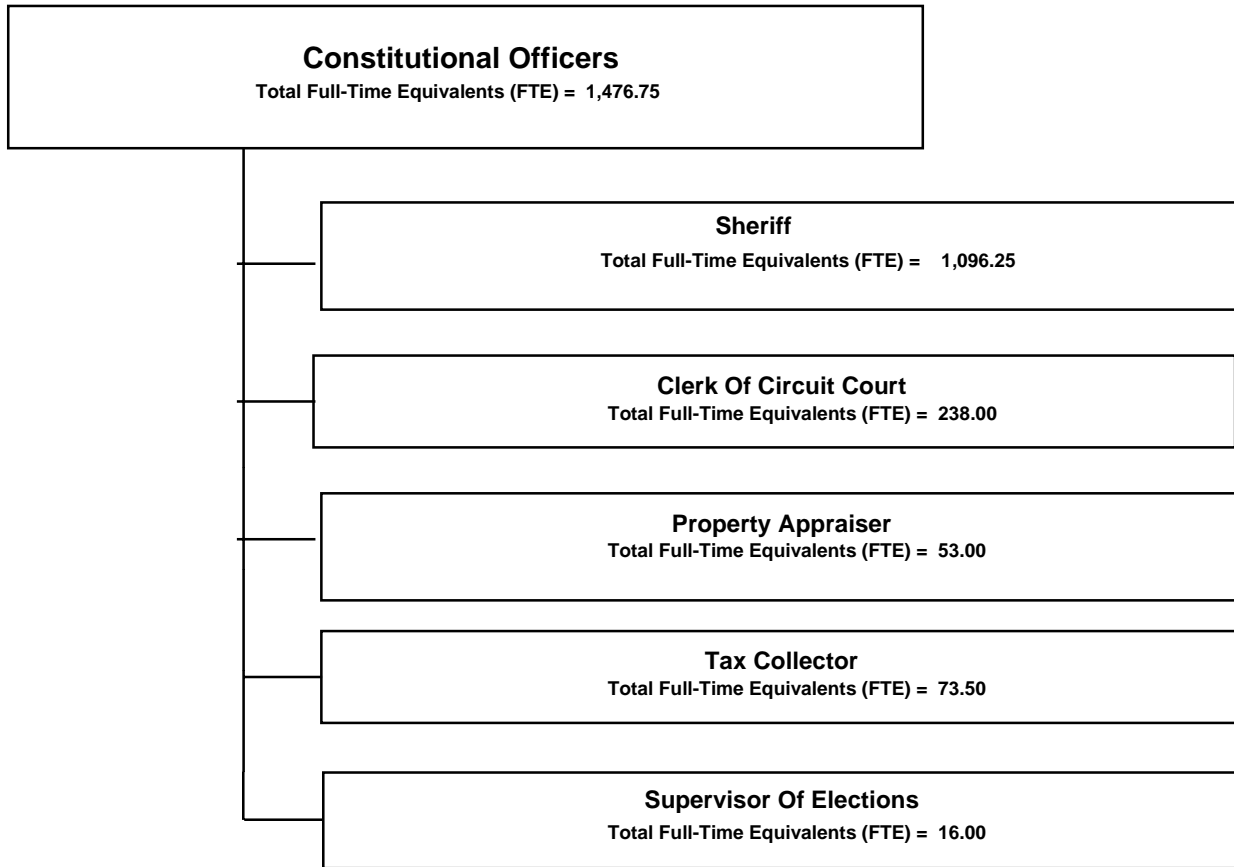 Constitutional Officers
Total Full-Time Equivalents (FTE) = 1,476.75
Sheriff
Total Full-Time Equivalents (FTE) = 1,096.25
Clerk Of Circuit Court
Total Full-Time Equivalents (FTE) = 238.00
Property Appraiser
Total Full-Time Equivalents (FTE) = 53.00
Tax Collector
Total Full-Time Equivalents (FTE) = 73.50
Supervisor Of Elections
Total Full-Time Equivalents (FTE) = 16.00